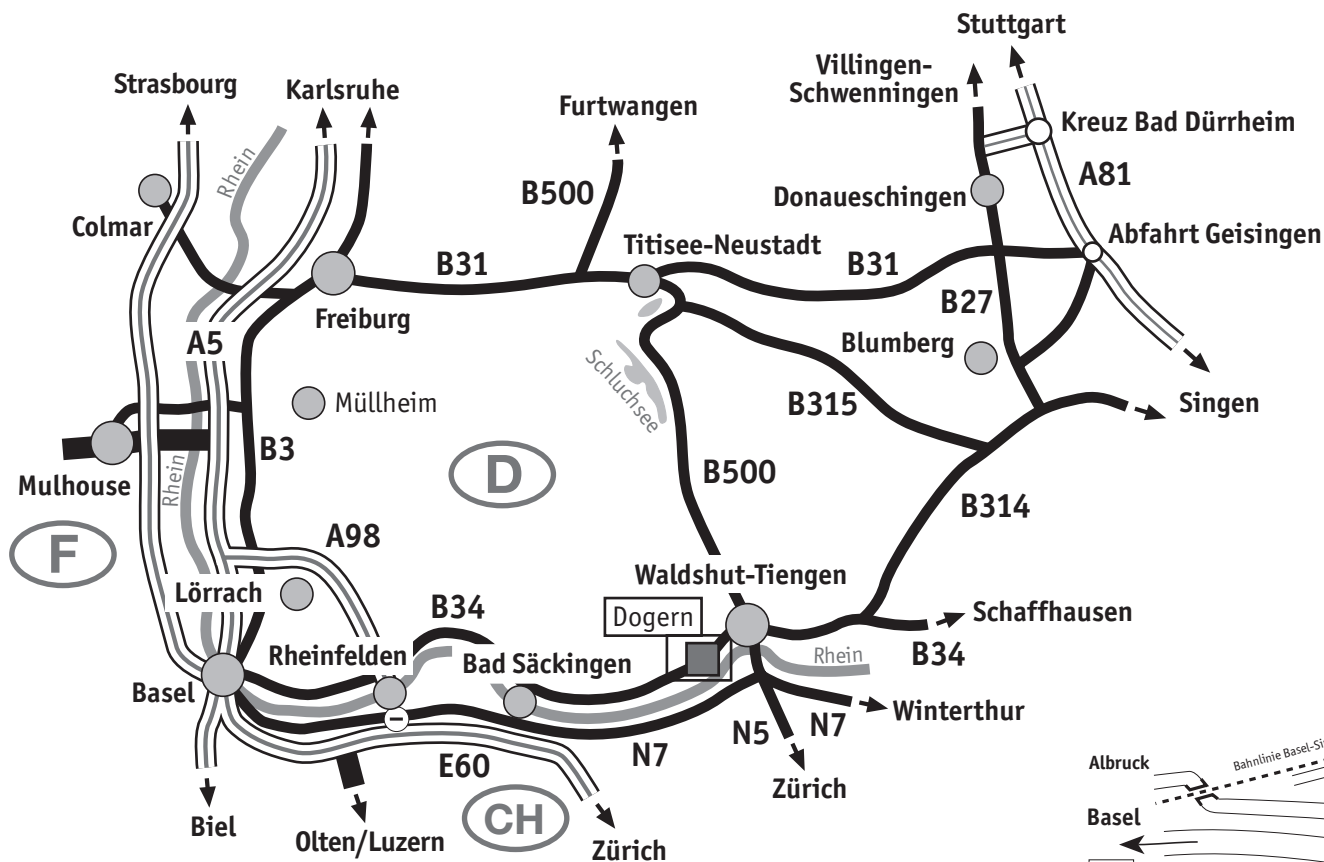 Stuttgart
Villingen-
Schwenningen
Strasbourg
Karlsruhe
Furtwangen
Kreuz Bad Dürrheim
Rhein
A81
B500
Donaueschingen
Colmar
Titisee-Neustadt
Abfahrt Geisingen
B31
B31
B27
Freiburg
A5
Blumberg
Schluchsee
Müllheim
B315
Singen
B3
D
B500
Mulhouse
Rhein
B314
F
A98
Waldshut-Tiengen
Lörrach
B34
Dogern
Schaffhausen
Rheinfelden
Bad Säckingen
Rhein
B34
Basel
N5
N7
Winterthur
N7
E60
Zürich
CH
Biel
Olten/Luzern
Zürich
Albruck
Basel